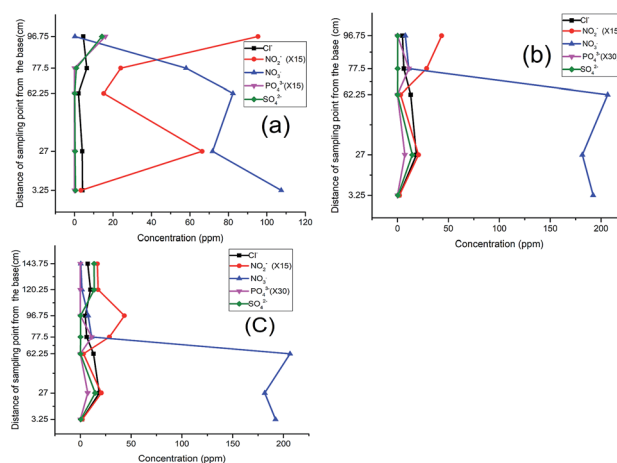 Distance of sampling point from the base(cm)
96.75
77.5
62.25
27
3.25
0
20
40
60
80
100
120
Concentration (ppm)
Cl⁻
NO₂⁻ (X15)
NO₃⁻
PO₄³⁻(X15)
SO₄²⁻
(a)
Distance of sampling point from the base(cm)
96.75
77.5
62.25
27
3.25
0
50
100
150
200
Concentration (ppm)
Cl⁻
NO₂⁻ (X15)
NO₃⁻
PO₄³⁻(X30)
SO₄²⁻
(b)
Distance of sampling point from the base(cm)
143.75
120.25
96.75
77.5
62.25
27
3.25
0
50
100
150
200
Concentration (ppm)
Cl⁻
NO₂⁻ (X15)
NO₃⁻
PO₄³⁻(X30)
SO₄²⁻
(C)